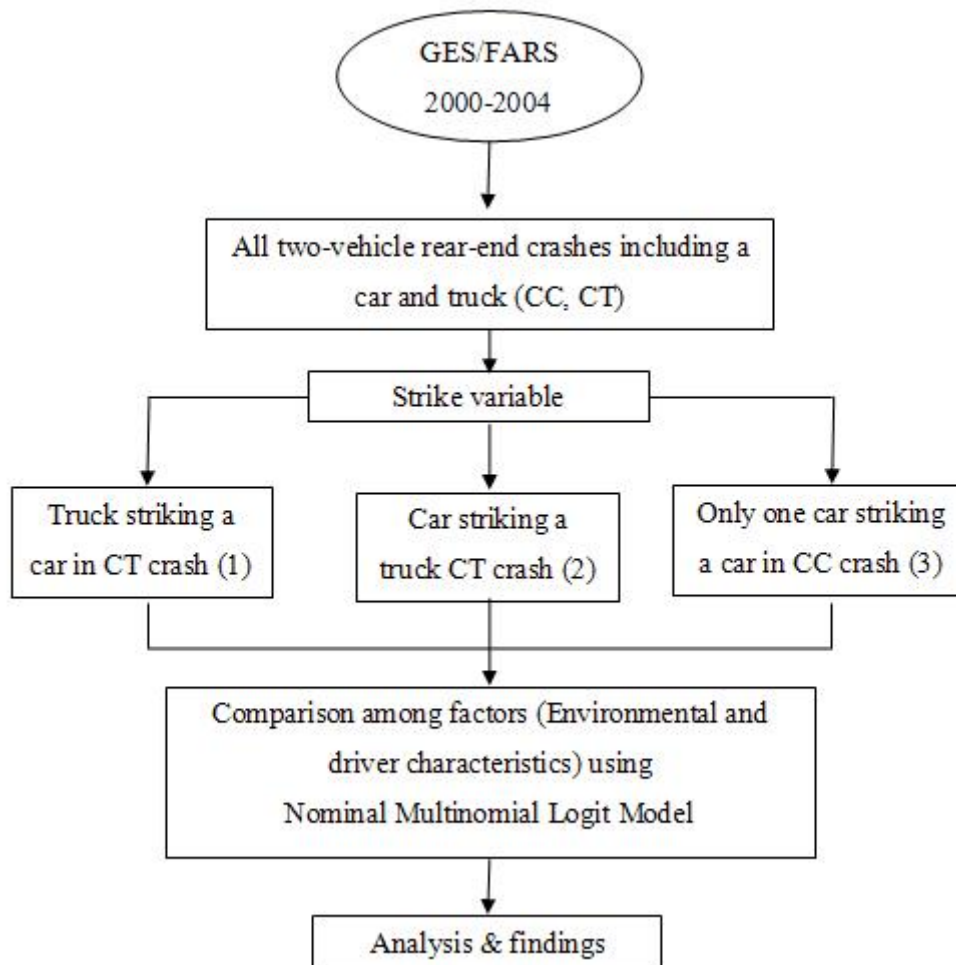 GES/FARS
2000-2004
All two-vehicle rear-end crashes including a
car and truck (CC, CT)
Strike variable
Truck striking a
car in CT crash (1)
Car striking a
truck CT crash (2)
Only one car striking
a car in CC crash (3)
Comparison among factors (Environmental and
driver characteristics) using
Nominal Multinomial Logit Model
Analysis & findings